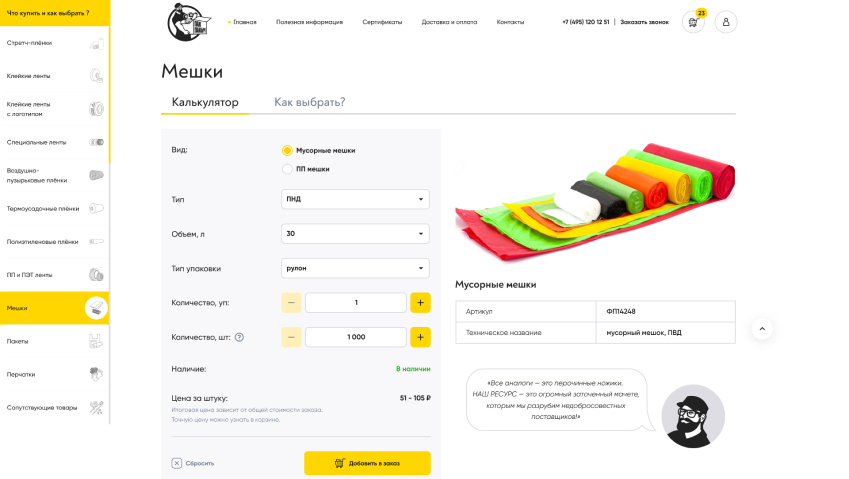 Что купить и как выбрать ?
Стретч-плёнки
Клейкие ленты
Клейкие ленты
с логотипом
Специальные ленты
Воздушно-
пузырьковые плёнки
Термоусадочные плёнки
Полиэтиленовые плёнки
ПП и ПЭТ ленты
Мешки
Пакеты
Перчатки
Сопутствующие товары
Главная
Полезная информация
Сертификаты
Доставка и оплата
Контакты
+7 (495) 120 12 51 | Заказать звонок
23
Мешки
Калькулятор
Как выбрать?
Вид:
Мусорные мешки
ПП мешки
Тип
ПНД
Объем, л
30
Тип упаковки
рулон
Количество, уп:
− 1 +
Количество, шт: ?
− 1 000 +
Наличие:
В наличии
Цена за штуку:
51 - 105 ₽
Итоговая цена зависит от общей стоимости заказа.
Точную цену можно узнать в корзине.
Сбросить
Добавить в заказ
Мусорные мешки
Артикул
ФП14248
Техническое название
мусорный мешок, ПВД
«Все аналоги — это перочинные ножики.
НАШ РЕСУРС — это огромный заточенный мачете,
которым мы разрубим недобросовестных
поставщиков!»